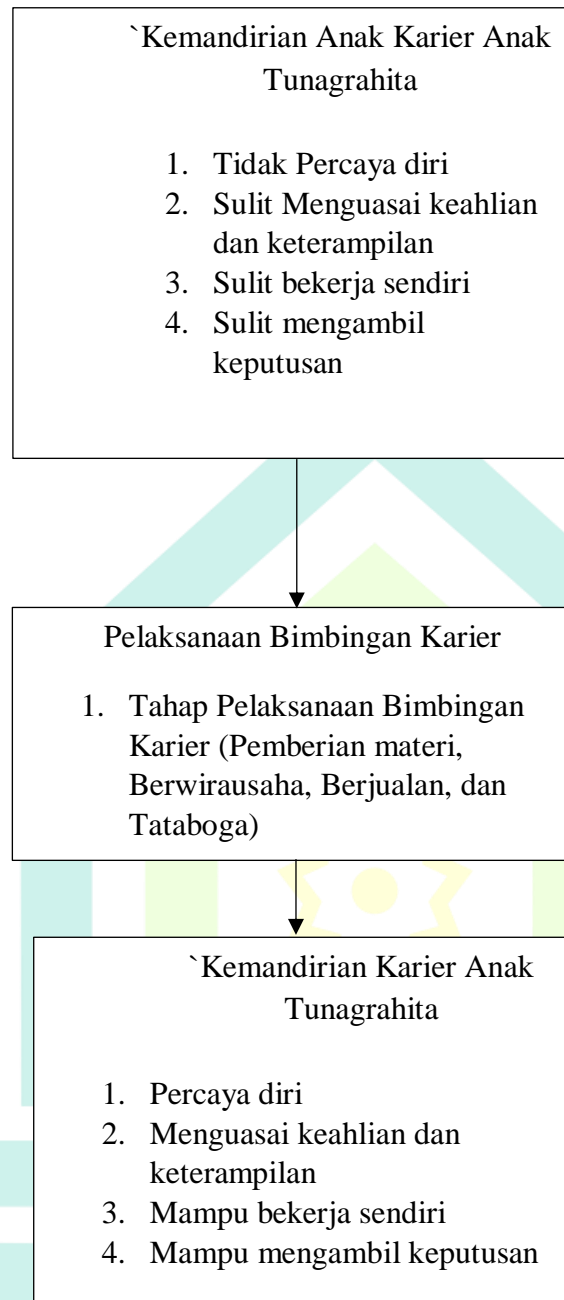 `Kemandirian Anak Karier Anak
Tunagrahita
1. Tidak Percaya diri
2. Sulit Menguasai keahlian
dan keterampilan
3. Sulit bekerja sendiri
4. Sulit mengambil
keputusan
Pelaksanaan Bimbingan Karier
1. Tahap Pelaksanaan Bimbingan
Karier (Pemberian materi,
Berwirausaha, Berjualan, dan
Tataboga)
`Kemandirian Karier Anak
Tunagrahita
1. Percaya diri
2. Menguasai keahlian dan
keterampilan
3. Mampu bekerja sendiri
4. Mampu mengambil keputusan